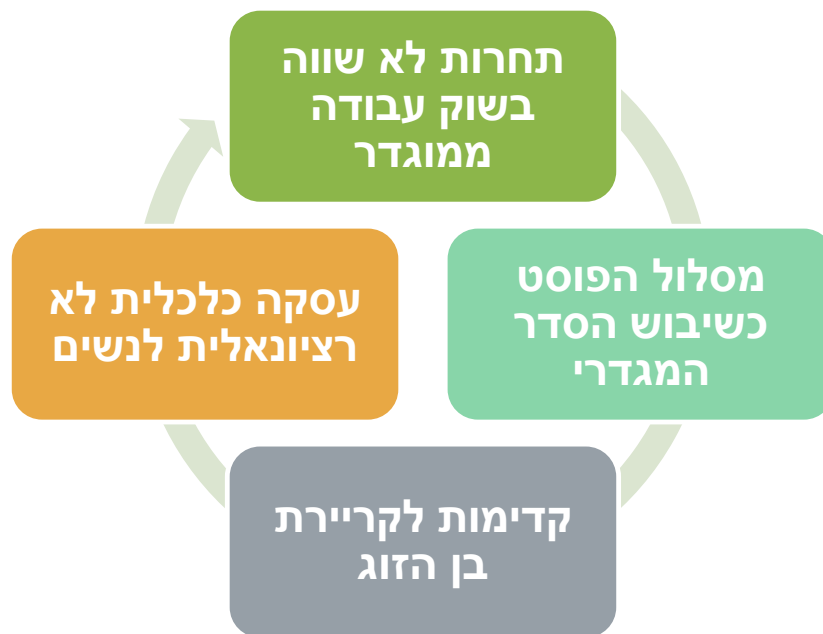 תחרות לא שווה
בשוק עבודה
ממוגדר
מסלול הפוסט
כשיבוש הסדר
המגדרי
קדימות לקריירת
בן הזוג
עסקה כלכלית לא
רציונאלית לנשים